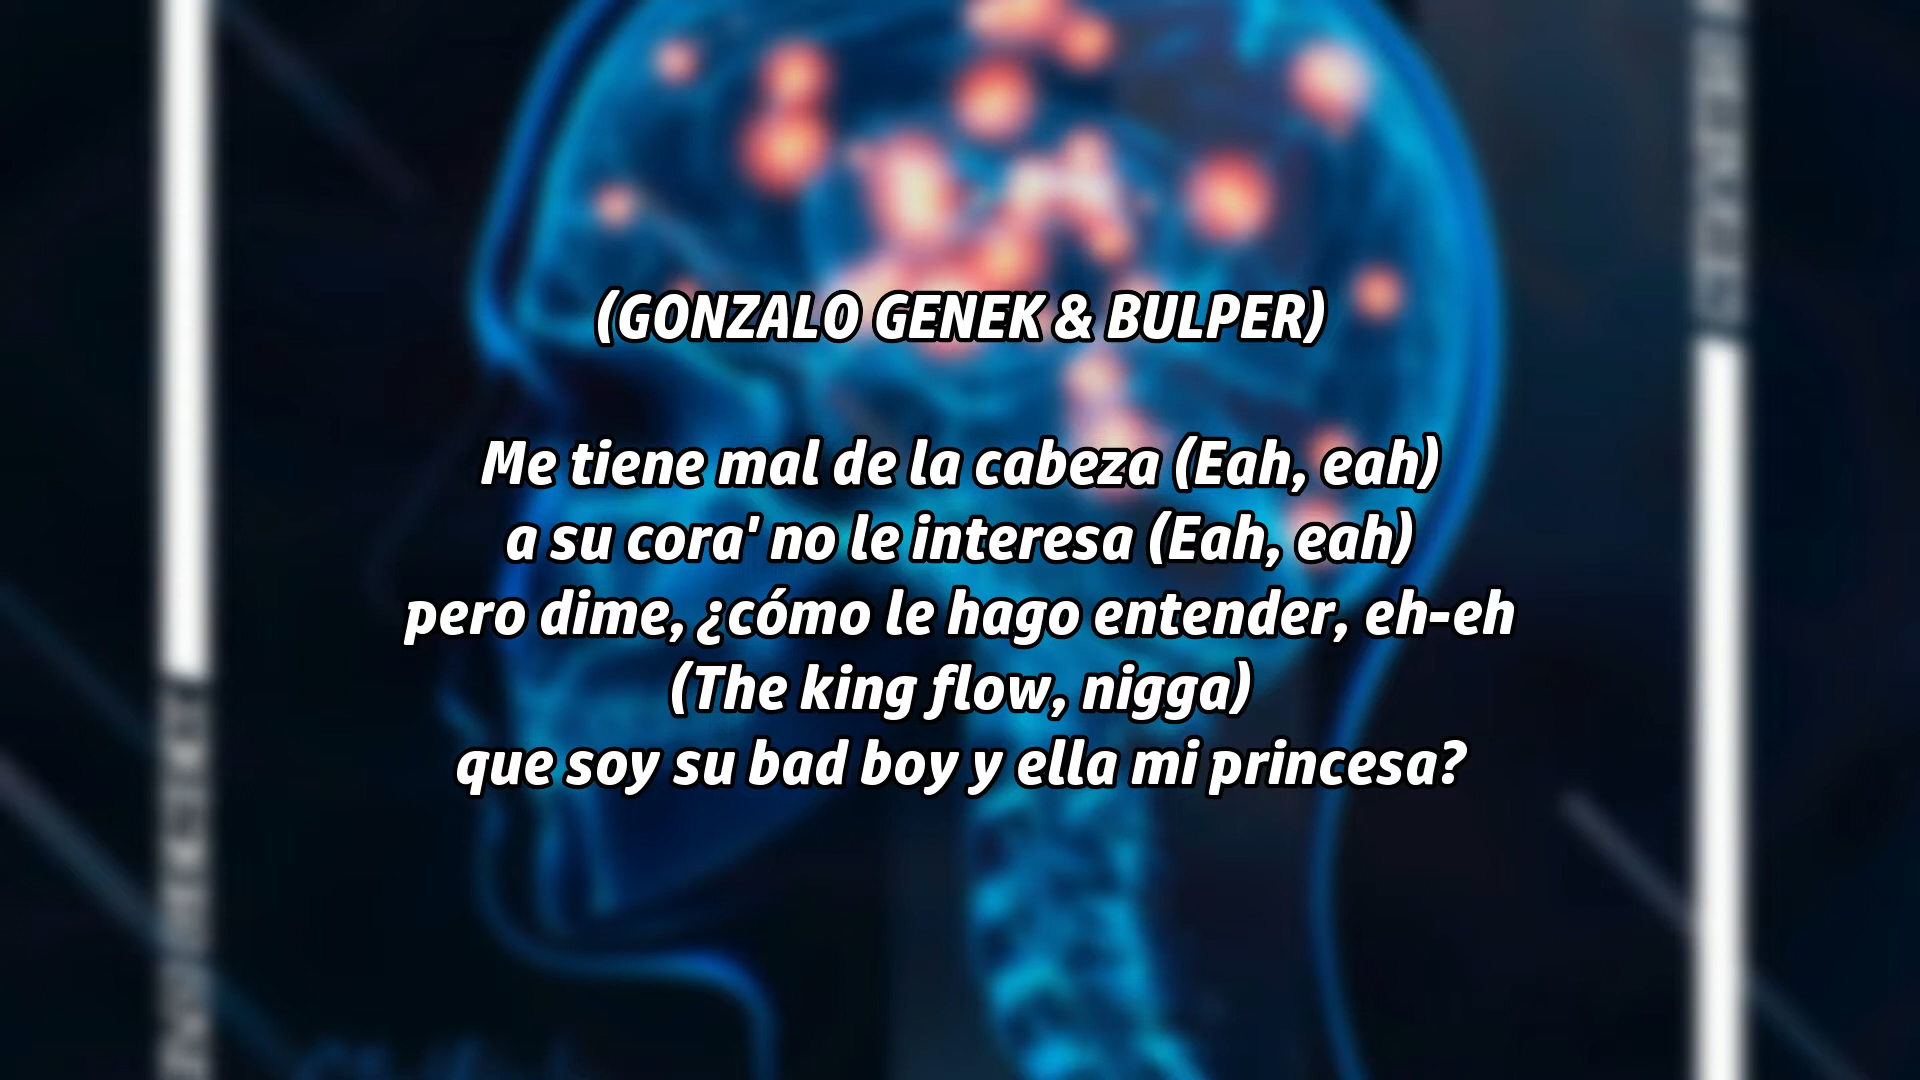 (GONZALO GENEK & BULPER)
Me tiene mal de la cabeza (Eah, eah)
a su cora' no le interesa (Eah, eah)
pero dime, ¿cómo le hago entender, eh-eh
(The king flow, nigga)
que soy su bad boy y ella mi princesa?